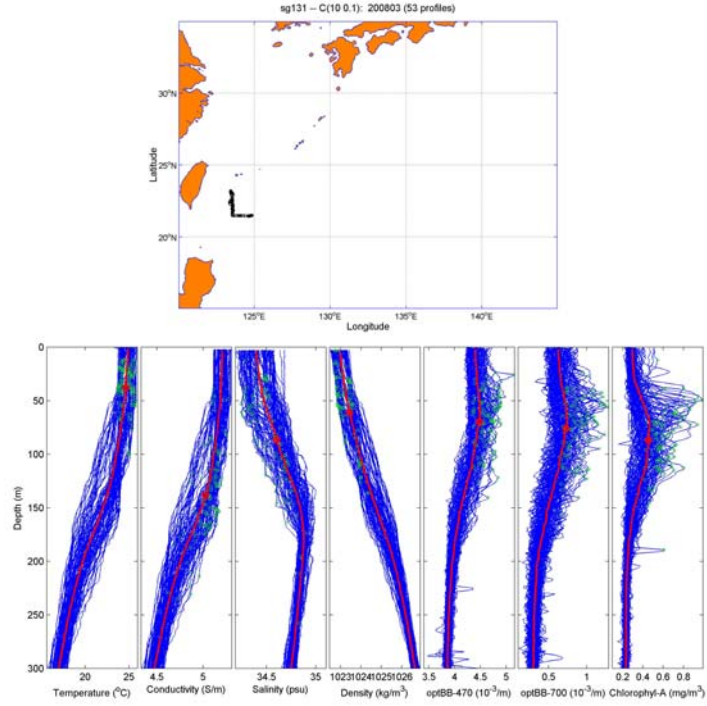 sg131 -- C(10 0.1): 200803 (53 profiles)
30°N
25°N
20°N
Latitude
125°E 130°E 135°E 140°E
Longitude
0
50
100
150
200
250
300
Depth (m)
20 25
4.5 5
34.5 35
1023 1024 1025 1026
3.5 4 4.5 5
0.5 1
0.2 0.4 0.6 0.8
Temperature (°C) Conductivity (S/m) Salinity (psu) Density (kg/m³) optBB-470 (10⁻³/m) optBB-700 (10⁻³/m) Chlorophyl-A (mg/m³)